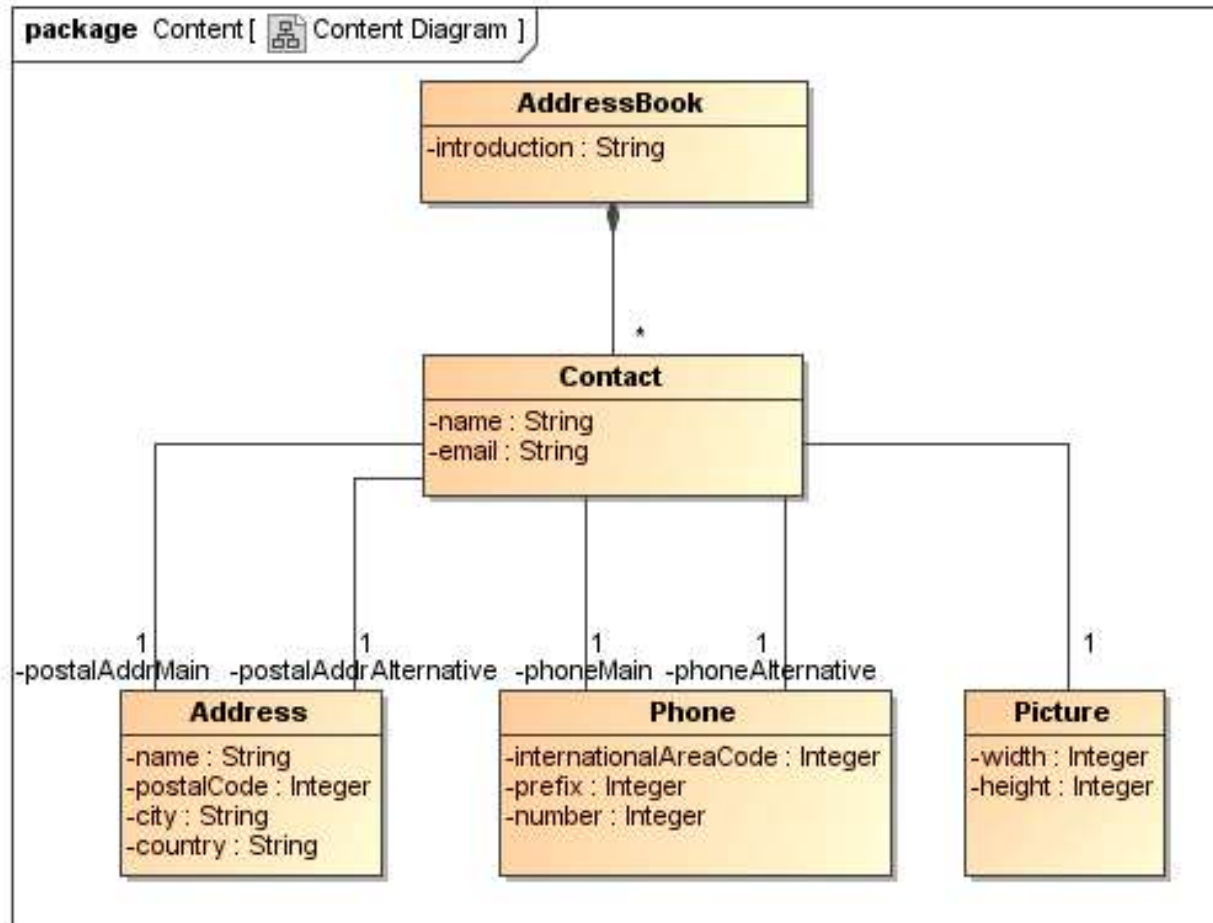 package Content [ Content Diagram ]
AddressBook
-introduction : String
*
Contact
-name : String
-email : String
1
-postalAddrMain
1
-postalAddrAlternative
1
-phoneMain
1
-phoneAlternative
1
Address
-name : String
-postalCode : Integer
-city : String
-country : String
Phone
-internationalAreaCode : Integer
-prefix : Integer
-number : Integer
Picture
-width : Integer
-height : Integer